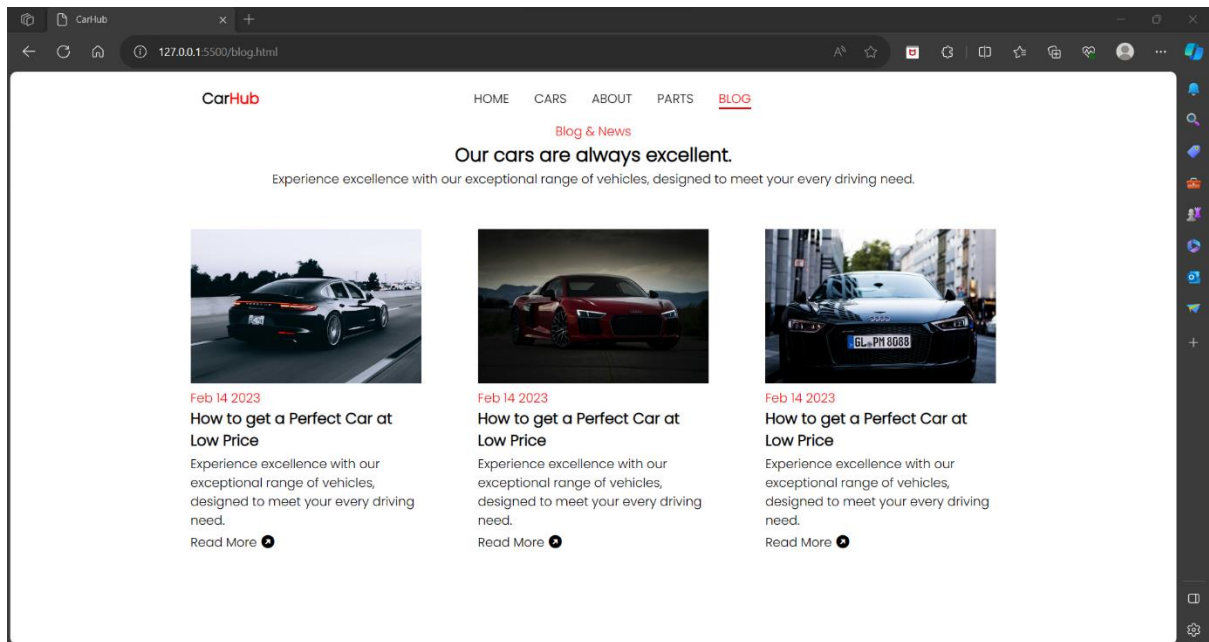 CarHub
127.0.0.1:5500/blog.html
CarHub
HOME CARS ABOUT PARTS BLOG
Blog & News
Our cars are always excellent.
Experience excellence with our exceptional range of vehicles, designed to meet your every driving need.
GL PM 8088
Feb 14 2023
How to get a Perfect Car at
Low Price
Experience excellence with our
exceptional range of vehicles,
designed to meet your every driving
need.
Read More
Feb 14 2023
How to get a Perfect Car at
Low Price
Experience excellence with our
exceptional range of vehicles,
designed to meet your every driving
need.
Read More
Feb 14 2023
How to get a Perfect Car at
Low Price
Experience excellence with our
exceptional range of vehicles,
designed to meet your every driving
need.
Read More